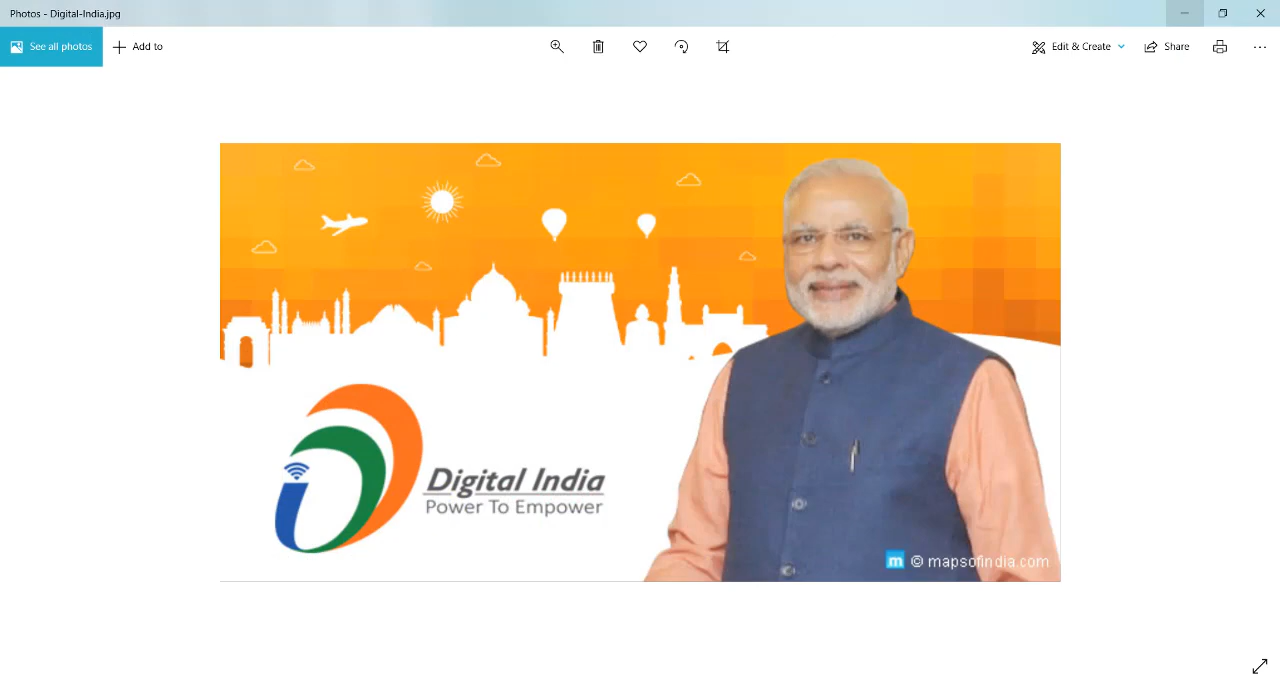 Photos - Digital-India.jpg
See all photos
Add to
Edit & Create
Share
Digital India
Power To Empower
m © mapsofindia.com